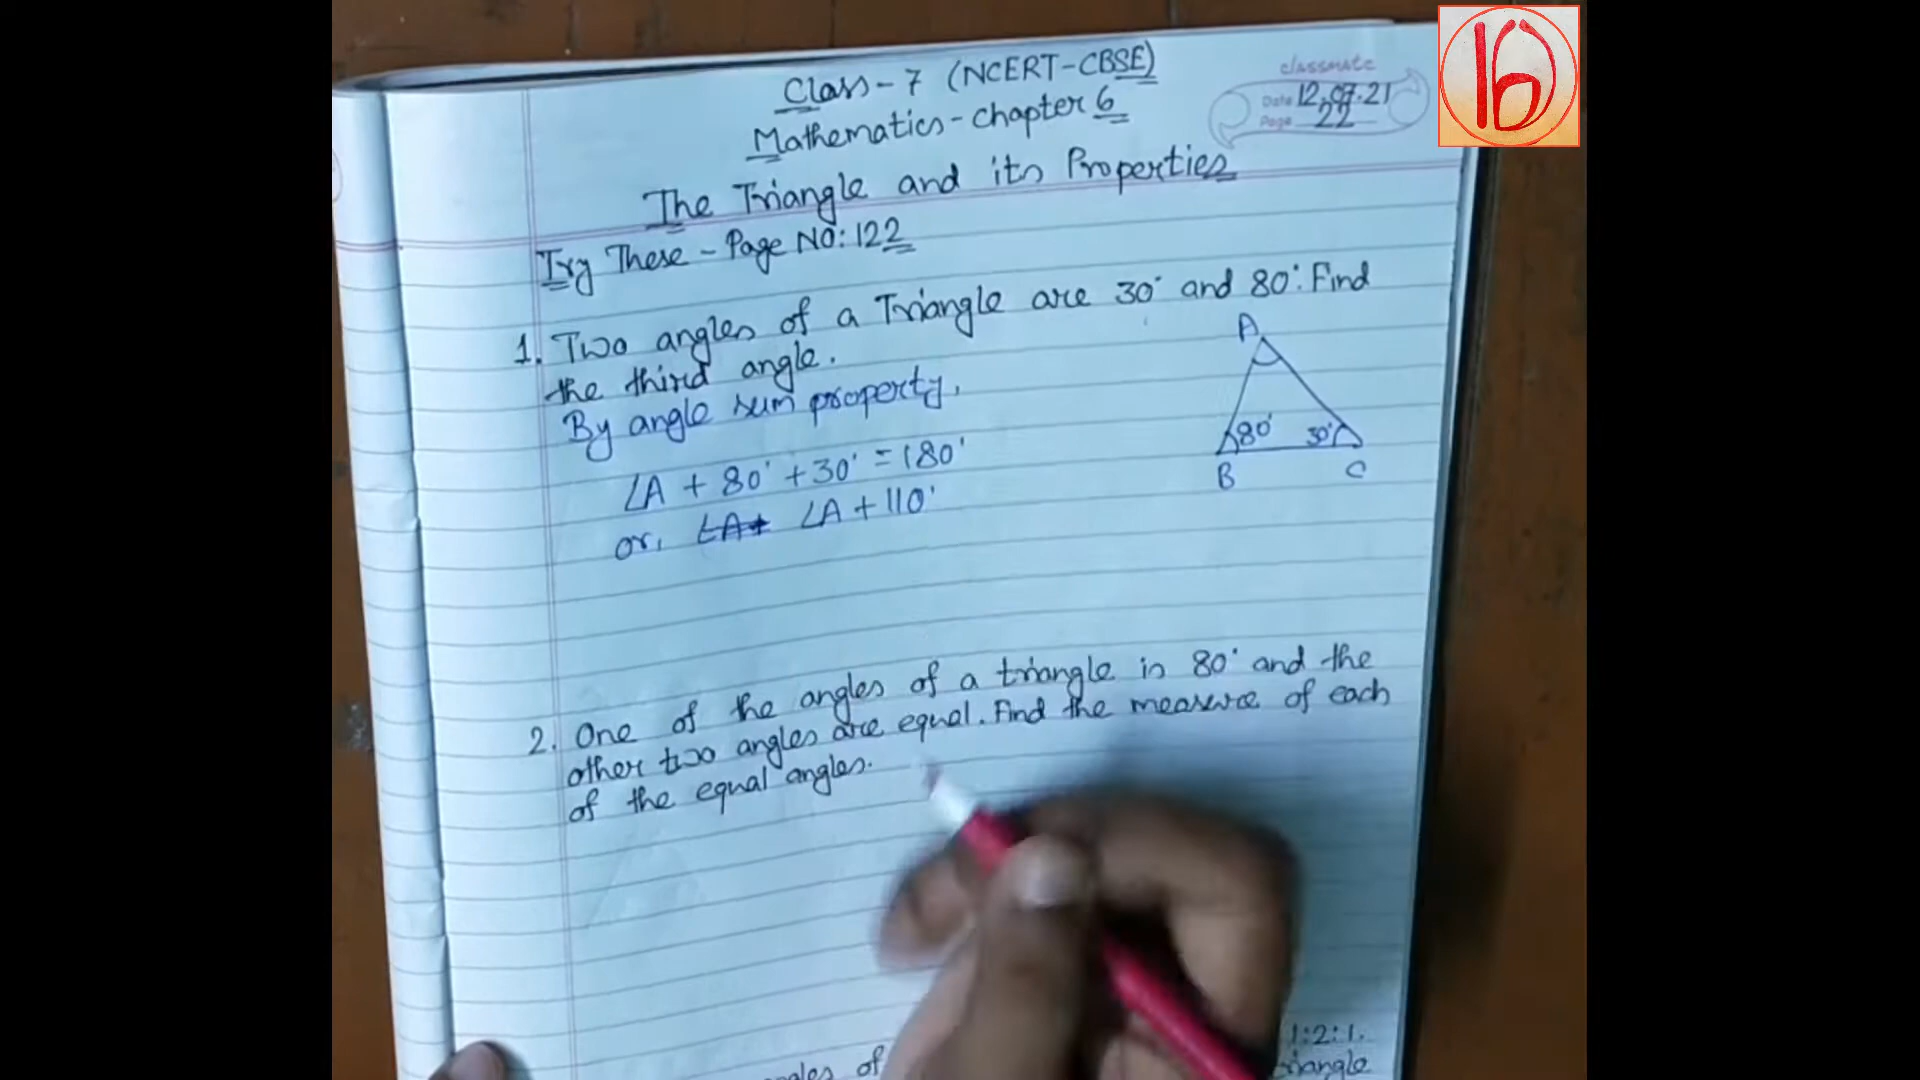 Class-7 (NCERT-CBSE)
classmate
Date 12.07.21
Page 22
Mathematics-Chapter 6
The Triangle and its Properties
Try These - Page NO: 122
1. Two angles of a Triangle are 30° and 80°. Find
the third angle.
By angle sum property,
∠A + 80° + 30° = 180°
or, ∠A + ∠A + 110°
A
80°
30°
B
C
2. One of the angles of a triangle is 80° and the
other two angles are equal. Find the measure of each
of the equal angles.
1:2:1.
of
triangle